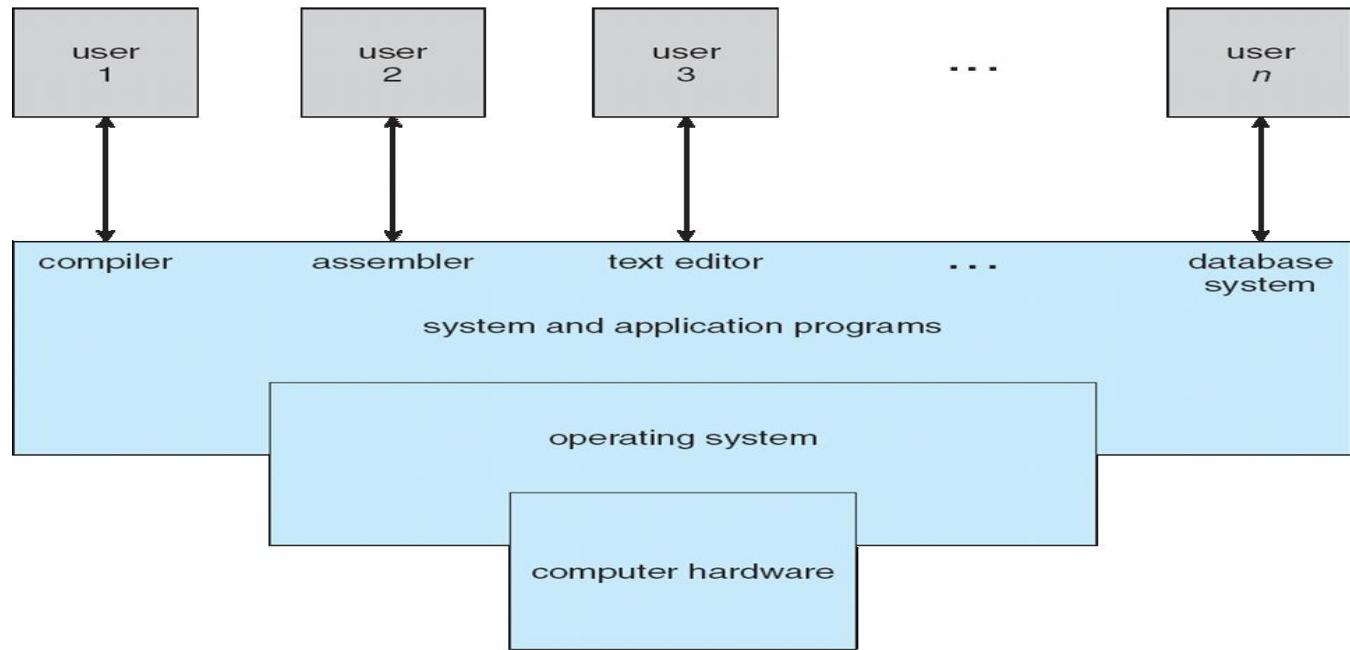 user
1
user
2
user
3
...
user
n
compiler
assembler
text editor
...
database
system
system and application programs
operating system
computer hardware